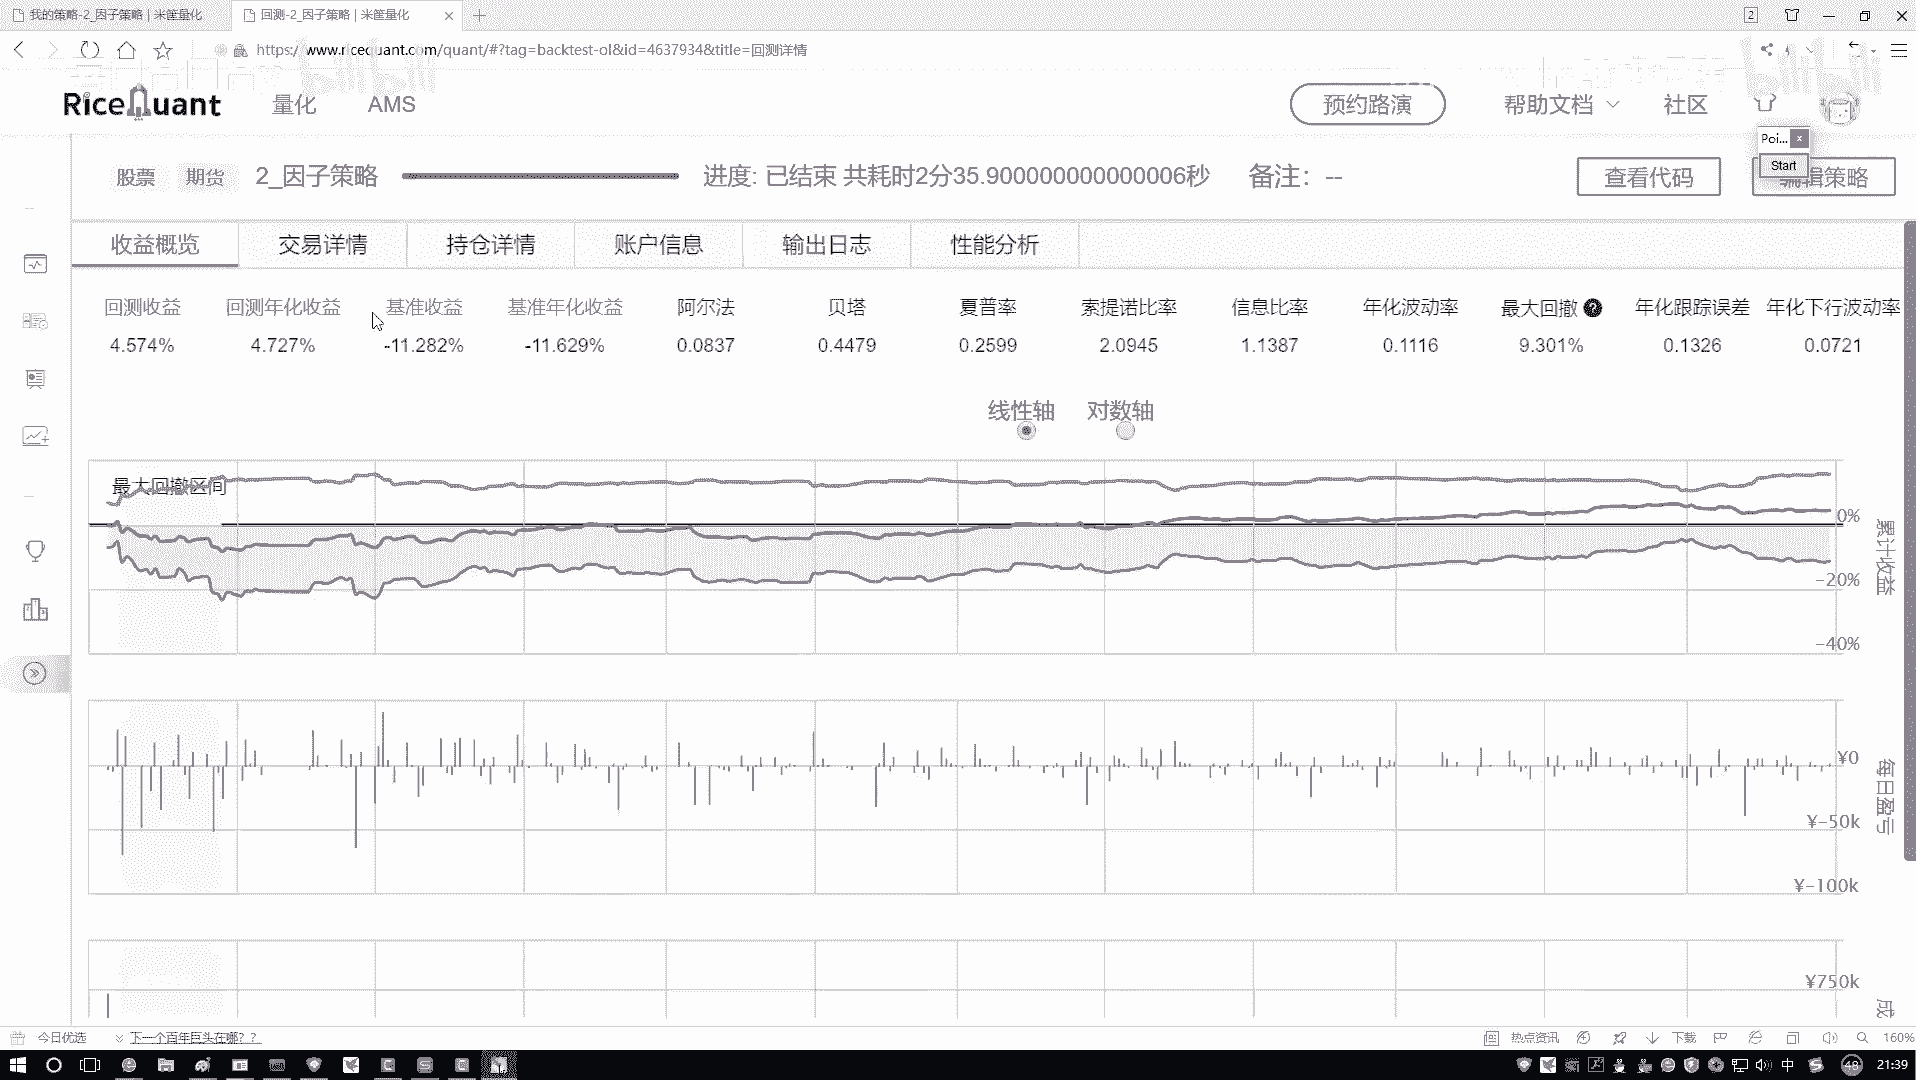 我的策略-2_因子策略 | 米筐量化
回测-2_因子策略 | 米筐量化
2
https://www.ricequant.com/quant/#?tag=backtest-ol&id=4637934&title=回测详情
RiceQuant 量化 AMS 预约路演 帮助文档 社区
Poi...
Start
股票 期货 2_因子策略 进度: 已结束 共耗时2分35.900000000000006秒 备注: -- 查看代码 编辑策略
收益概览 交易详情 持仓详情 账户信息 输出日志 性能分析
回测收益 回测年化收益 基准收益 基准年化收益 阿尔法 贝塔 夏普率 索提诺比率 信息比率 年化波动率 最大回撤 年化跟踪误差 年化下行波动率
4.574% 4.727% -11.282% -11.629% 0.0837 0.4479 0.2599 2.0945 1.1387 0.1116 9.301% 0.1326 0.0721
线性轴 对数轴
最大回撤区间
0%
-20%
-40%
累计收益
¥0
¥-50k
¥-100k
每日盈亏
¥750k
成
今日优选 下一个百年巨头在哪？？ 热点资讯 下载 160%
中 48 21:39